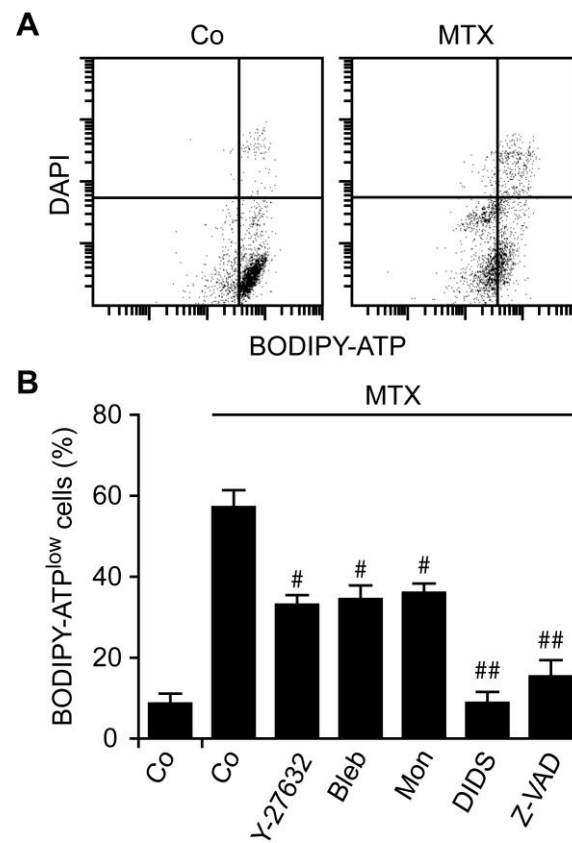 A
Co
MTX
DAPI
BODIPY-ATP
B
MTX
BODIPY-ATPlow cells (%)
80
60
40
20
0
#
#
#
##
##
Co
Co
Y-27632
Bleb
Mon
DIDS
Z-VAD